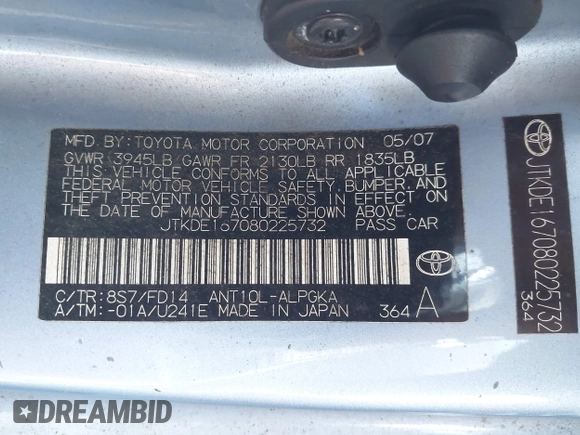 MFD. BY: TOYOTA MOTOR CORPORATION 05/07
GVWR 3945LB GAWR FR 2130LB RR 1835LB
THIS VEHICLE CONFORMS TO ALL APPLICABLE
FEDERAL MOTOR VEHICLE SAFETY, BUMPER, AND
THEFT PREVENTION STANDARDS IN EFFECT ON
THE DATE OF MANUFACTURE SHOWN ABOVE.
JTKDE167080225732 PASS CAR
C/TR: 8S7/FD14 ANT10L-ALPGKA
A/TM: -01A/U241E MADE IN JAPAN 364 A
JTKDE167080225732
364
DREAMBID